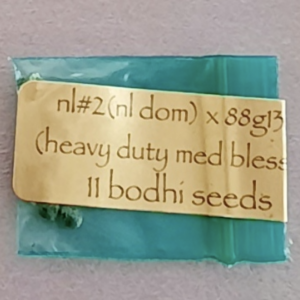 nl#2(nl dom) x 88g13
(heavy duty med bless
11 bodhi seeds